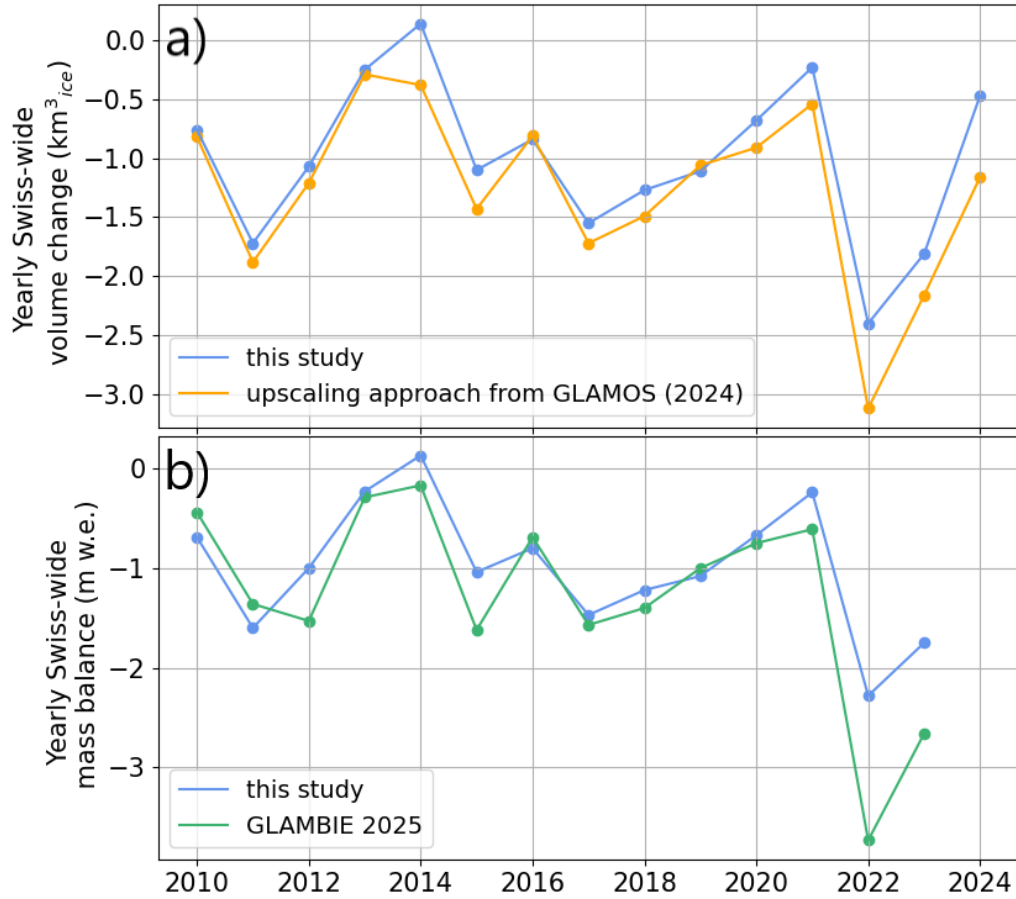 a)
Yearly Swiss-wide
volume change (km³ice)
0.0
−0.5
−1.0
−1.5
−2.0
−2.5
−3.0
this study
upscaling approach from GLAMOS (2024)
b)
Yearly Swiss-wide
mass balance (m w.e.)
0
−1
−2
−3
this study
GLAMBIE 2025
2010 2012 2014 2016 2018 2020 2022 2024